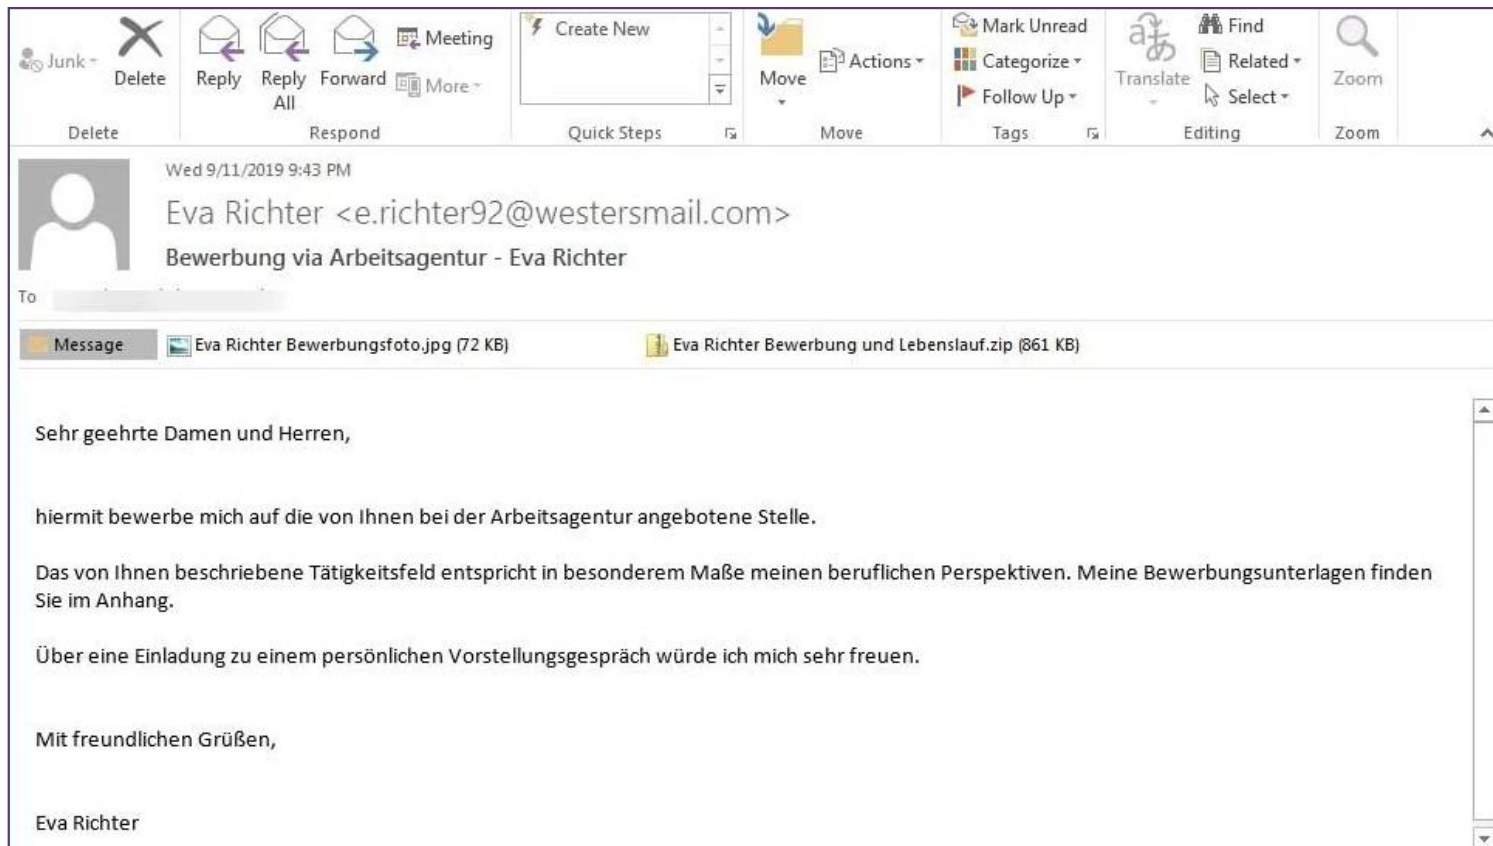 Junk
Delete
Reply
Reply All
Forward
Meeting
More
Create New
Move
Actions
Mark Unread
Categorize
Follow Up
Translate
Find
Related
Select
Zoom
Delete
Respond
Quick Steps
Move
Tags
Editing
Zoom
Wed 9/11/2019 9:43 PM
Eva Richter <e.richter92@westersmail.com>
Bewerbung via Arbeitsagentur - Eva Richter
To
Message
Eva Richter Bewerbungsfoto.jpg (72 KB)
Eva Richter Bewerbung und Lebenslauf.zip (861 KB)
Sehr geehrte Damen und Herren,
hiermit bewerbe mich auf die von Ihnen bei der Arbeitsagentur angebotene Stelle.
Das von Ihnen beschriebene Tätigkeitsfeld entspricht in besonderem Maße meinen beruflichen Perspektiven. Meine Bewerbungsunterlagen finden
Sie im Anhang.
Über eine Einladung zu einem persönlichen Vorstellungsgespräch würde ich mich sehr freuen.
Mit freundlichen Grüßen,
Eva Richter